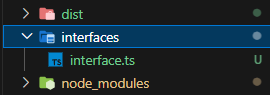 dist
interfaces
TS interface.ts U
node_modules